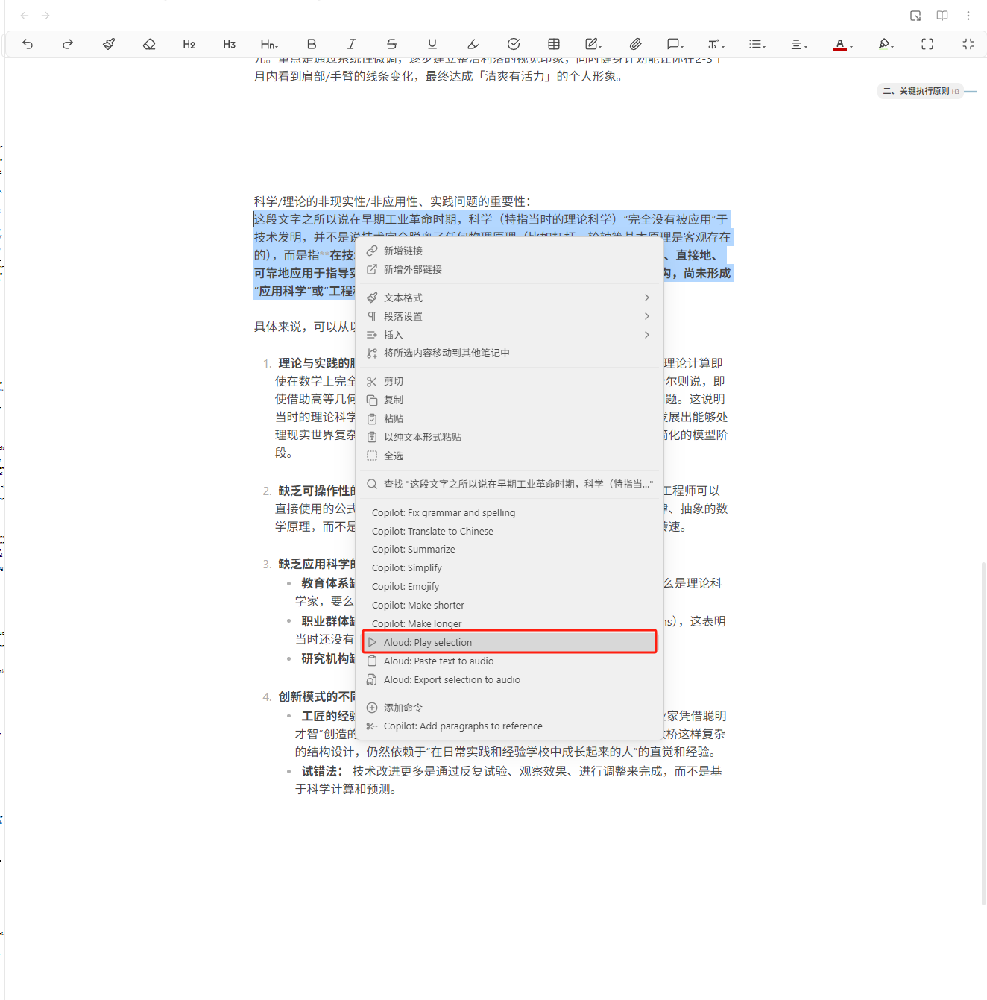 H2
H3
Hn
B
I
S
U
A
月内看到肩部/手臂的线条变化，最终达成「清爽有活力」的个人形象。
二、关键执行原则 H3
科学/理论的非现实性/非应用性、实践问题的重要性：
这段文字之所以说在早期工业革命时期，科学（特指当时的理论科学）“完全没有被应用”于
技术发明，并不是说技术完全脱离了任何物理原理（比如杠杆、轮轴等基本原理是客观存在
的），而是指**在技 、直接地、
可靠地应用于指导实 构，尚未形成
“应用科学”或“工程
具体来说，可以从以
1. 理论与实践的脱 理论计算即
使在数学上完全 尔则说，即
使借助高等几何 题。这说明
当时的理论科学 发展出能够处
理现实世界复杂 简化的模型阶
段。
2. 缺乏可操作性的 工程师可以
直接使用的公式 律、抽象的数
学原理，而不是 转速。
3. 缺乏应用科学的
教育体系缺 么是理论科
学家，要么
职业群体缺 ns），这表明
当时还没有
研究机构缺
4. 创新模式的不同
工匠的经验 业家凭借聪明
才智”创造的 桥这样复杂
的结构设计，仍然依赖于“在日常实践和经验学校中成长起来的人”的直觉和经验。
试错法： 技术改进更多是通过反复试验、观察效果、进行调整来完成，而不是基
于科学计算和预测。
新增链接
新增外部链接
文本格式
段落设置
插入
将所选内容移动到其他笔记中
剪切
复制
粘贴
以纯文本形式粘贴
全选
查找 "这段文字之所以说在早期工业革命时期，科学（特指当..."
Copilot: Fix grammar and spelling
Copilot: Translate to Chinese
Copilot: Summarize
Copilot: Simplify
Copilot: Emojify
Copilot: Make shorter
Copilot: Make longer
Aloud: Play selection
Aloud: Paste text to audio
Aloud: Export selection to audio
添加命令
Copilot: Add paragraphs to reference